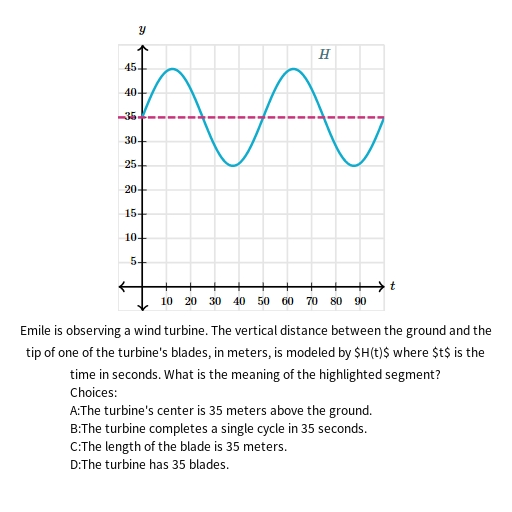 y
H
45
40
35
30
25
20
15
10
5
t
10 20 30 40 50 60 70 80 90
Emile is observing a wind turbine. The vertical distance between the ground and the
tip of one of the turbine's blades, in meters, is modeled by $H(t)$ where $t$ is the
time in seconds. What is the meaning of the highlighted segment?
Choices:
A:The turbine's center is 35 meters above the ground.
B:The turbine completes a single cycle in 35 seconds.
C:The length of the blade is 35 meters.
D:The turbine has 35 blades.